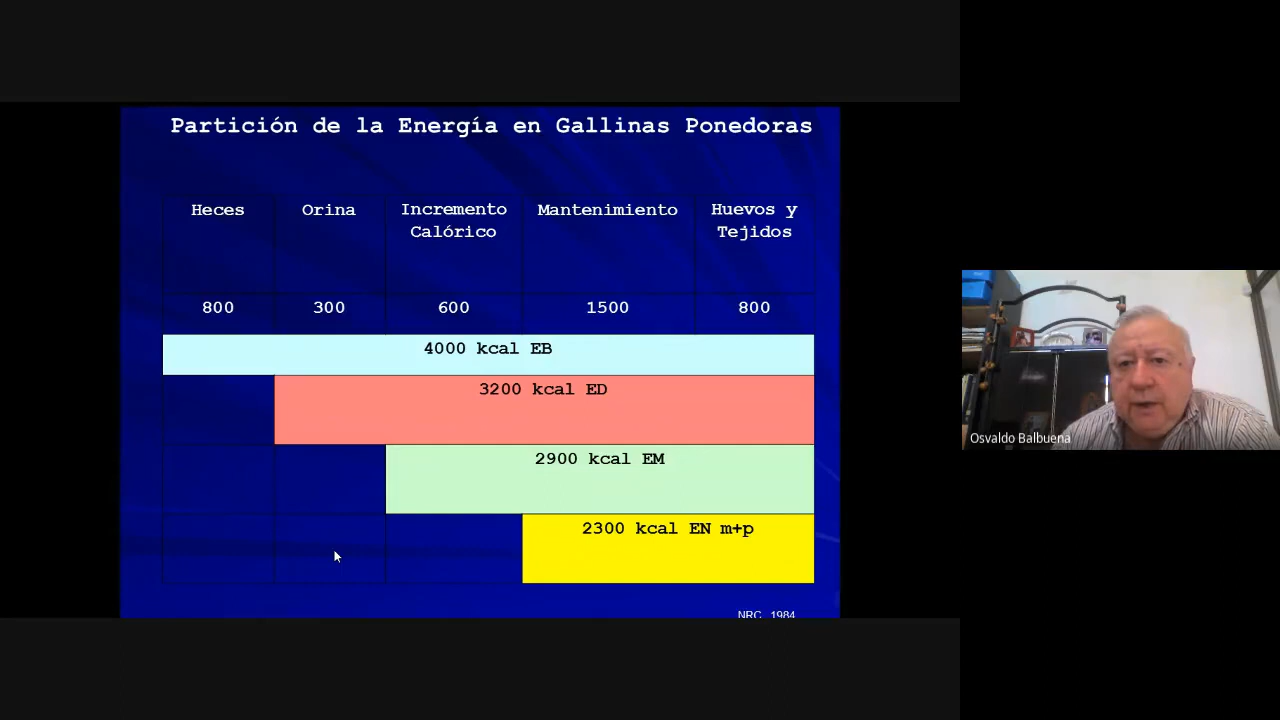 Partición de la Energía en Gallinas Ponedoras
Heces Orina Incremento Mantenimiento Huevos y
Calórico Tejidos
800 300 600 1500 800
4000 kcal EB
3200 kcal ED
2900 kcal EM
2300 kcal EN m+p
NRC, 1984
Osvaldo Balbuena